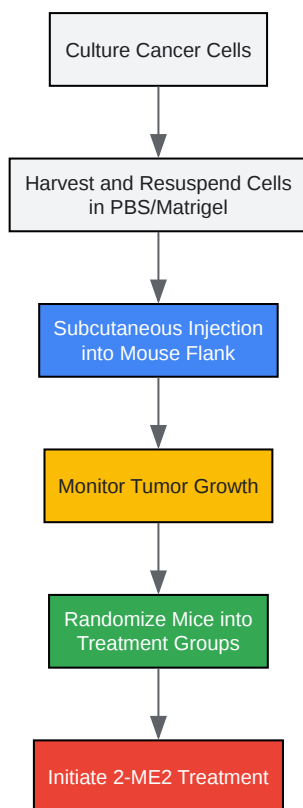 Culture Cancer Cells
Harvest and Resuspend Cells
in PBS/Matrigel
Subcutaneous Injection
into Mouse Flank
Monitor Tumor Growth
Randomize Mice into
Treatment Groups
Initiate 2-ME2 Treatment